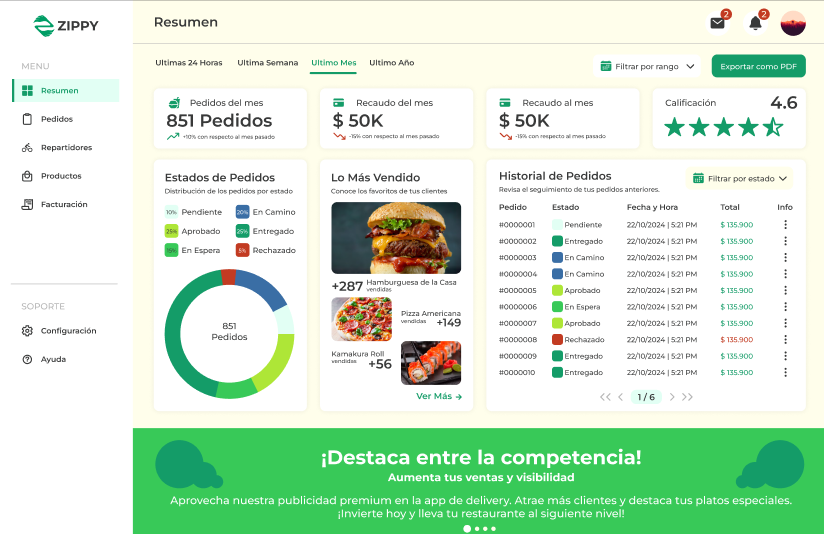 ZIPPY
MENU
Resumen
Pedidos
Repartidores
Productos
Facturación
SOPORTE
Configuración
Ayuda
Resumen
2
2
Ultimas 24 Horas
Ultima Semana
Ultimo Mes
Ultimo Año
Filtrar por rango
Exportar como PDF
Pedidos del mes
851 Pedidos
+10% con respecto al mes pasado
Recaudo del mes
$ 50K
-15% con respecto al mes pasado
Recaudo al mes
$ 50K
-15% con respecto al mes pasado
Calificación
4.6
Estados de Pedidos
Distribución de los pedidos por estado
10% Pendiente
20% En Camino
25% Aprobado
25% Entregado
En Espera
5% Rechazado
851
Pedidos
Lo Más Vendido
Conoce los favoritos de tus clientes
+287 Hamburguesa de la Casa
vendidas
Pizza Americana
vendidas +149
Kamakura Roll
vendidas +56
Ver Más
Historial de Pedidos
Revisa el seguimiento de tus pedidos anteriores.
Filtrar por estado
Pedido Estado Fecha y Hora Total Info
#0000001 Pendiente 22/10/2024 | 5:21 PM $ 135.900
#0000002 Entregado 22/10/2024 | 5:21 PM $ 135.900
#0000003 En Camino 22/10/2024 | 5:21 PM $ 135.900
#0000004 En Camino 22/10/2024 | 5:21 PM $ 135.900
#0000005 Aprobado 22/10/2024 | 5:21 PM $ 135.900
#0000006 En Espera 22/10/2024 | 5:21 PM $ 135.900
#0000007 Aprobado 22/10/2024 | 5:21 PM $ 135.900
#0000008 Rechazado 22/10/2024 | 5:21 PM $ 135.900
#0000009 Entregado 22/10/2024 | 5:21 PM $ 135.900
#0000010 Entregado 22/10/2024 | 5:21 PM $ 135.900
1 / 6
¡Destaca entre la competencia!
Aumenta tus ventas y visibilidad
Aprovecha nuestra publicidad premium en la app de delivery. Atrae más clientes y destaca tus platos especiales.
¡Invierte hoy y lleva tu restaurante al siguiente nivel!